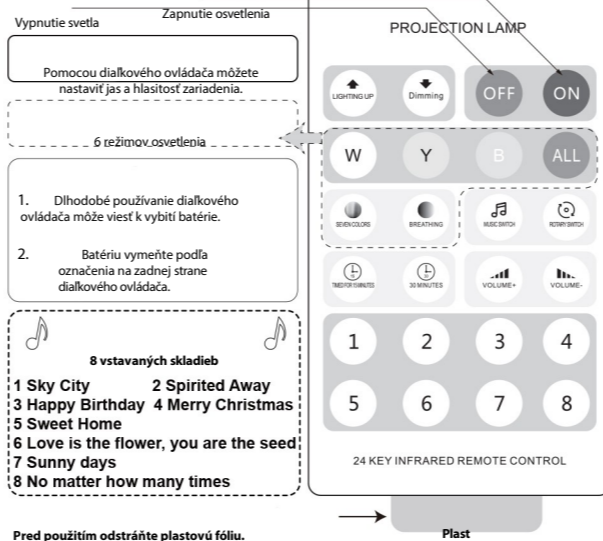 Zapnutie osvetlenia
Vypnutie svetla
Pomocou diaľkového ovládača môžete
nastaviť jas a hlasitosť zariadenia.
6 režimov osvetlenia
1. Dlhodobé používanie diaľkového
ovládača môže viesť k vybití batérie.
2. Batériu vymeňte podľa
označenia na zadnej strane
diaľkového ovládača.
8 vstavaných skladieb
1 Sky City 2 Spirited Away
3 Happy Birthday 4 Merry Christmas
5 Sweet Home
6 Love is the flower, you are the seed
7 Sunny days
8 No matter how many times
Pred použitím odstráňte plastovú fóliu.
PROJECTION LAMP
LIGHTING UP Dimming OFF ON
W Y B ALL
SEVEN COLORS BREATHING MUSIC SWITCH ROTARY SWITCH
TIMED FOR 15 MINUTES 30 MINUTES VOLUME+ VOLUME-
1 2 3 4
5 6 7 8
24 KEY INFRARED REMOTE CONTROL
Plast